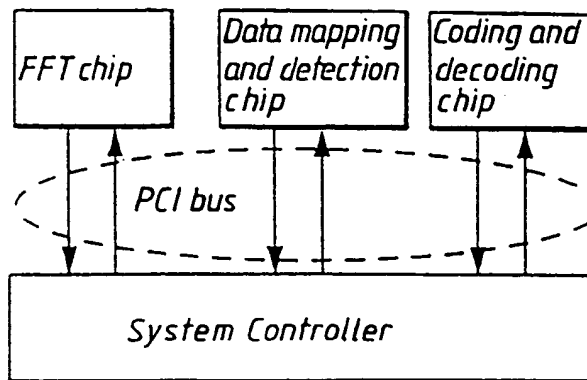 FFT chip
Data mapping
and detection
chip
Coding and
decoding
chip
PCI bus
System Controller